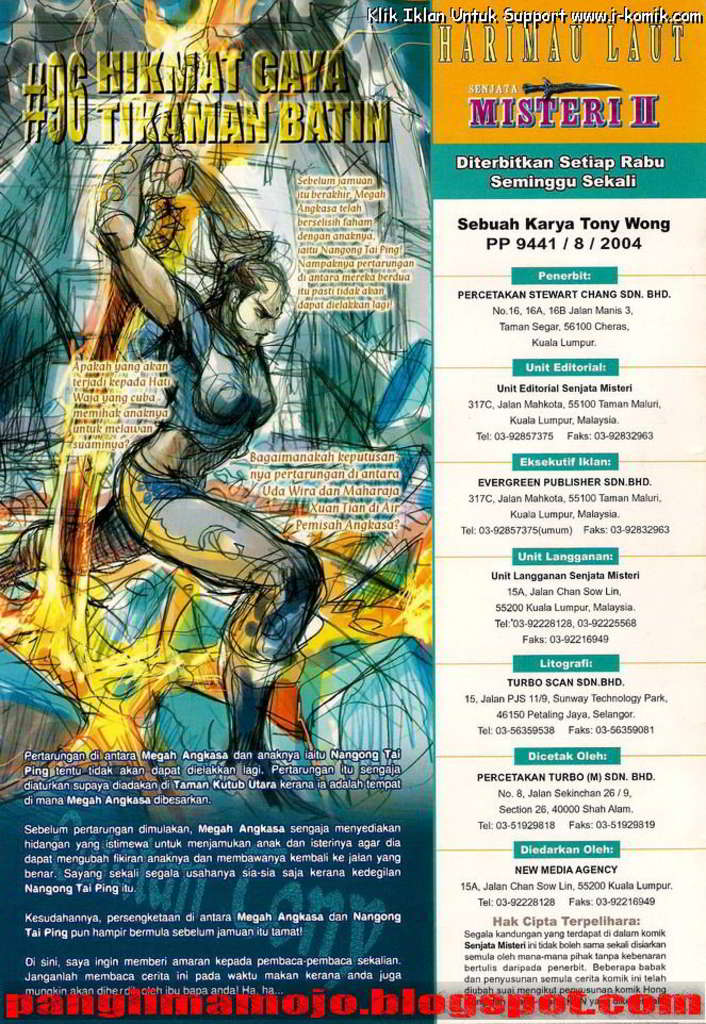 Klik Iklan Untuk Support www.i-komik.com
#96 HIKMAT GAYA
TIKAMAN BATIN
Sebelum jamuan
itu berakhir, Megah
Angkasa telah
berselisih faham
dengan anaknya,
iaitu Nangong Tai Ping!
Nampaknya pertarungan
di antara mereka berdua
itu pasti tidak akan
dapat dielakkan lagi!
Apakah yang akan
terjadi kepada Hati
Waja yang cuba
memihak anaknya
untuk melawan
suaminya?
Bagaimanakah keputusan-
nya pertarungan di antara
Uda Wira dan Maharaja
Xuan Tian di Air
Pemisah Angkasa?
Pertarungan di antara Megah Angkasa dan anaknya iaitu Nangong Tai
Ping tentu tidak akan dapat dielakkan lagi. Pertarungan itu sengaja
diaturkan supaya diadakan di Taman Kutub Utara kerana ia adalah tempat
di mana Megah Angkasa dibesarkan.
Sebelum pertarungan dimulakan, Megah Angkasa sengaja menyediakan
hidangan yang istimewa untuk menjamukan anak dan isterinya agar dia
dapat mengubah fikiran anaknya dan membawanya kembali ke jalan yang
benar. Sayang sekali segala usahanya sia-sia saja kerana kedegilan
Nangong Tai Ping itu.
Kesudahannya, persengketaan di antara Megah Angkasa dan Nangong
Tai Ping pun hampir bermula sebelum jamuan itu tamat!
Di sini, saya ingin memberi amaran kepada pembaca-pembaca sekalian.
Janganlah membaca cerita ini pada waktu makan kerana anda juga
mungkin akan diherdik oleh ibu bapa anda! Ha, ha...
HARIMAU LAUT
SENJATA
MISTERI II
Diterbitkan Setiap Rabu
Seminggu Sekali
Sebuah Karya Tony Wong
PP 9441 / 8 / 2004
Penerbit:
PERCETAKAN STEWART CHANG SDN. BHD.
No.16, 16A, 16B Jalan Manis 3,
Taman Segar, 56100 Cheras,
Kuala Lumpur.
Unit Editorial:
Unit Editorial Senjata Misteri
317C, Jalan Mahkota, 55100 Taman Maluri,
Kuala Lumpur, Malaysia.
Tel: 03-92857375 Faks: 03-92832963
Eksekutif Iklan:
EVERGREEN PUBLISHER SDN.BHD.
317C, Jalan Mahkota, 55100 Taman Maluri,
Kuala Lumpur, Malaysia.
Tel: 03-92857375(umum) Faks: 03-92832963
Unit Langganan:
Unit Langganan Senjata Misteri
15A, Jalan Chan Sow Lin,
55200 Kuala Lumpur, Malaysia.
Tel: 03-92228128, 03-92225568
Faks: 03-92216949
Litografi:
TURBO SCAN SDN.BHD.
15, Jalan PJS 11/9, Sunway Technology Park,
46150 Petaling Jaya, Selangor.
Tel: 03-56359538 Faks: 03-56359081
Dicetak Oleh:
PERCETAKAN TURBO (M) SDN. BHD.
No. 8, Jalan Sekinchan 26 / 9,
Section 26, 40000 Shah Alam.
Tel: 03-51929818 Faks: 03-51929819
Diedarkan Oleh:
NEW MEDIA AGENCY
15A, Jalan Chan Sow Lin, 55200 Kuala Lumpur.
Tel: 03-92228128 Faks: 03-92216949
Hak Cipta Terpelihara:
Segala kandungan yang terdapat di dalam komik
Senjata Misteri ini tidak boleh sama sekali disiarkan
semula oleh mana-mana pihat tanpa kebenaran
bertulis daripada penerbit. Beberapa babak
dan penyusunan semula cerita komik ini telah
diubah suai mengikut penyusunan komik Hong
panglimamojo.blogspot.com